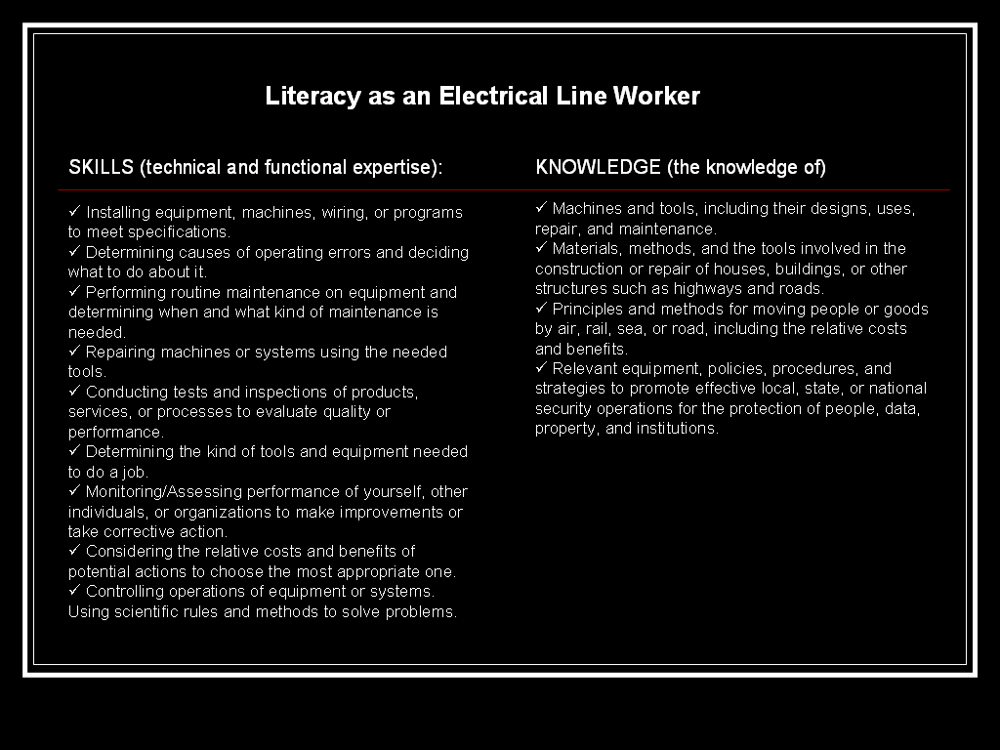 Literacy as an Electrical Line Worker
SKILLS (technical and functional expertise):
✓ Installing equipment, machines, wiring, or programs
to meet specifications.
✓ Determining causes of operating errors and deciding
what to do about it.
✓ Performing routine maintenance on equipment and
determining when and what kind of maintenance is
needed.
✓ Repairing machines or systems using the needed
tools.
✓ Conducting tests and inspections of products,
services, or processes to evaluate quality or
performance.
✓ Determining the kind of tools and equipment needed
to do a job.
✓ Monitoring/Assessing performance of yourself, other
individuals, or organizations to make improvements or
take corrective action.
✓ Considering the relative costs and benefits of
potential actions to choose the most appropriate one.
✓ Controlling operations of equipment or systems.
Using scientific rules and methods to solve problems.
KNOWLEDGE (the knowledge of)
✓ Machines and tools, including their designs, uses,
repair, and maintenance.
✓ Materials, methods, and the tools involved in the
construction or repair of houses, buildings, or other
structures such as highways and roads.
✓ Principles and methods for moving people or goods
by air, rail, sea, or road, including the relative costs
and benefits.
✓ Relevant equipment, policies, procedures, and
strategies to promote effective local, state, or national
security operations for the protection of people, data,
property, and institutions.